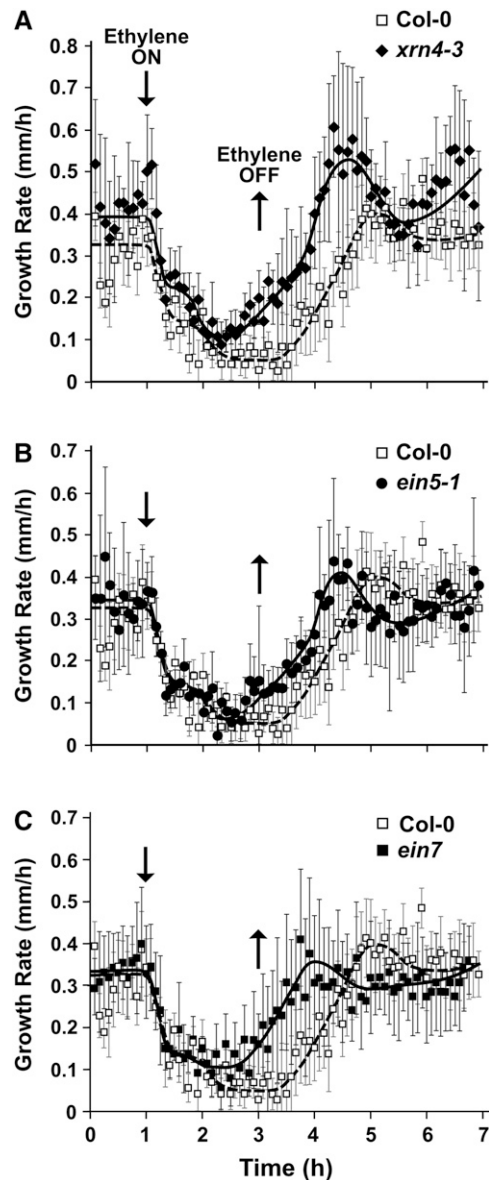 A
Ethylene
ON
Ethylene
OFF
Col-0
xrn4-3
Growth Rate (mm/h)
0.8
0.7
0.6
0.5
0.4
0.3
0.2
0.1
0
B
Col-0
ein5-1
Growth Rate (mm/h)
0.7
0.6
0.5
0.4
0.3
0.2
0.1
0
C
Col-0
ein7
Growth Rate (mm/h)
0.7
0.6
0.5
0.4
0.3
0.2
0.1
0
0 1 2 3 4 5 6 7
Time (h)